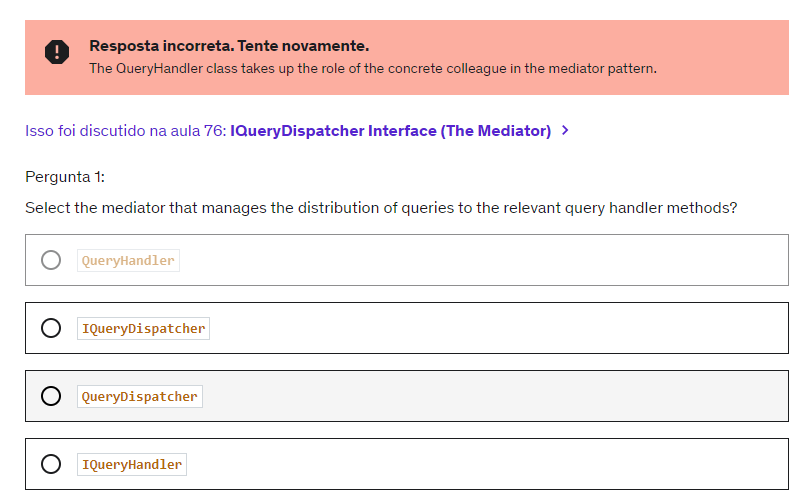 Resposta incorreta. Tente novamente.
The QueryHandler class takes up the role of the concrete colleague in the mediator pattern.
Isso foi discutido na aula 76: IQueryDispatcher Interface (The Mediator)
Pergunta 1:
Select the mediator that manages the distribution of queries to the relevant query handler methods?
QueryHandler
IQueryDispatcher
QueryDispatcher
IQueryHandler